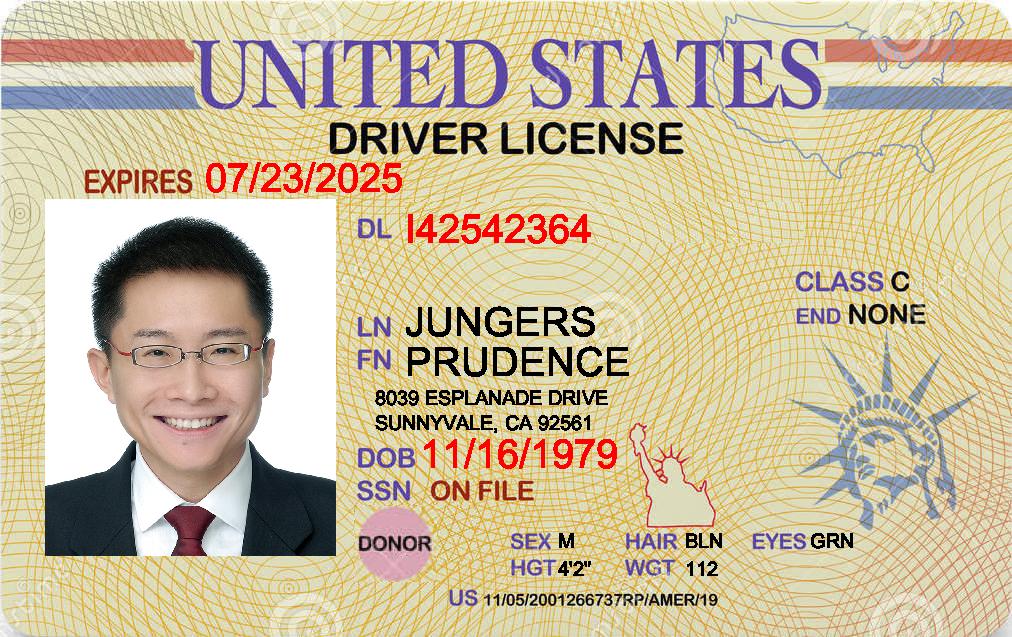 UNITED STATES
DRIVER LICENSE
EXPIRES 07/23/2025
DL I42542364
CLASS C
END NONE
LN JUNGERS
FN PRUDENCE
8039 ESPLANADE DRIVE
SUNNYVALE, CA 92561
DOB 11/16/1979
SSN ON FILE
DONOR
SEX M HAIR BLN EYES GRN
HGT 4'2" WGT 112
US 11/05/2001266737RP/AMER/19